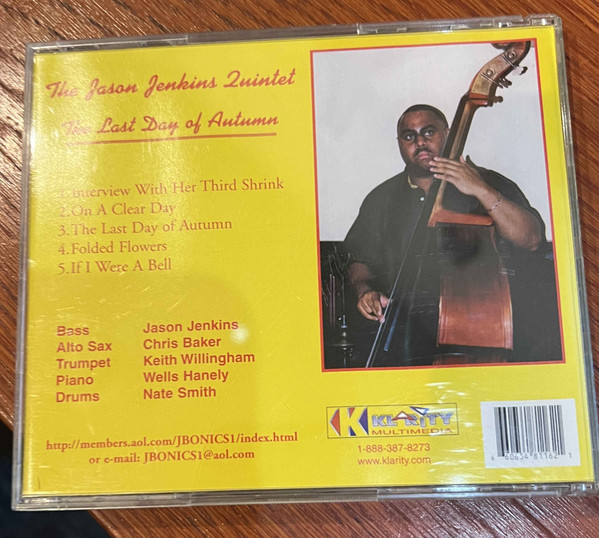 The Jason Jenkins Quintet
The Last Day of Autumn
1.Interview With Her Third Shrink
2.On A Clear Day
3.The Last Day of Autumn
4.Folded Flowers
5.If I Were A Bell
Bass Jason Jenkins
Alto Sax Chris Baker
Trumpet Keith Willingham
Piano Wells Hanely
Drums Nate Smith
http://members.aol.com/JBONICS1/index.html
or e-mail: JBONICS1@aol.com
K KLARITY
MULTIMEDIA
1-888-387-8273
www.klarity.com